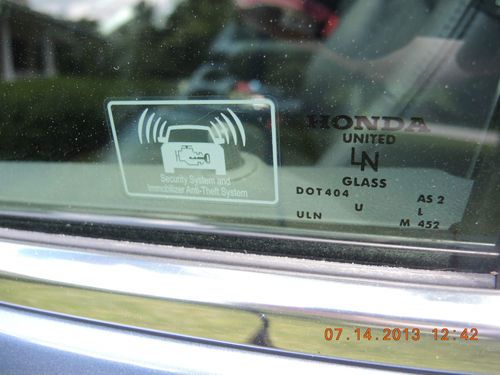 Security System and
Immobilizer Anti-Theft System
HONDA
UNITED
LN
GLASS
DOT404 AS 2
U L
ULN M 452
07.14.2013 12:42